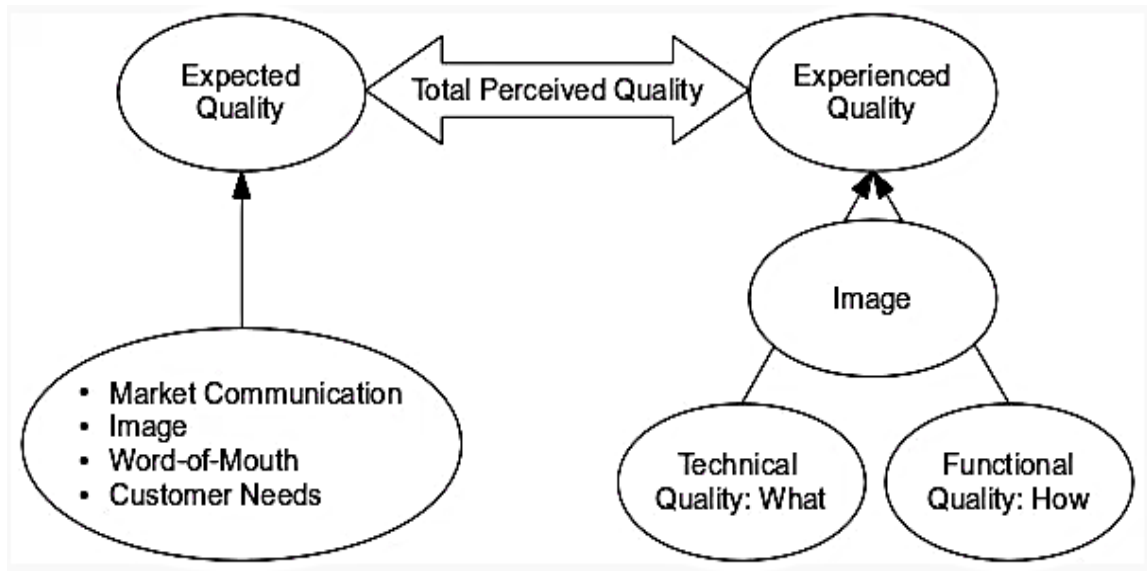 Expected
Quality
Total Perceived Quality
Experienced
Quality
Image
• Market Communication
• Image
• Word-of-Mouth
• Customer Needs
Technical
Quality: What
Functional
Quality: How